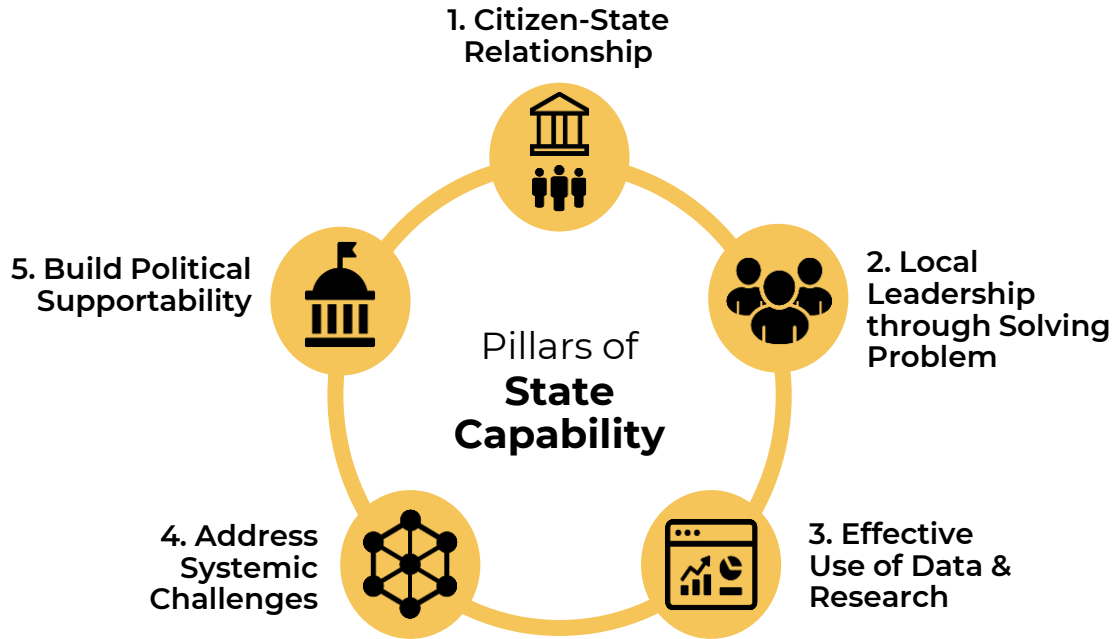 1. Citizen-State
Relationship
2. Local
Leadership
through Solving
Problem
3. Effective
Use of Data &
Research
4. Address
Systemic
Challenges
5. Build Political
Supportability
Pillars of
State
Capability